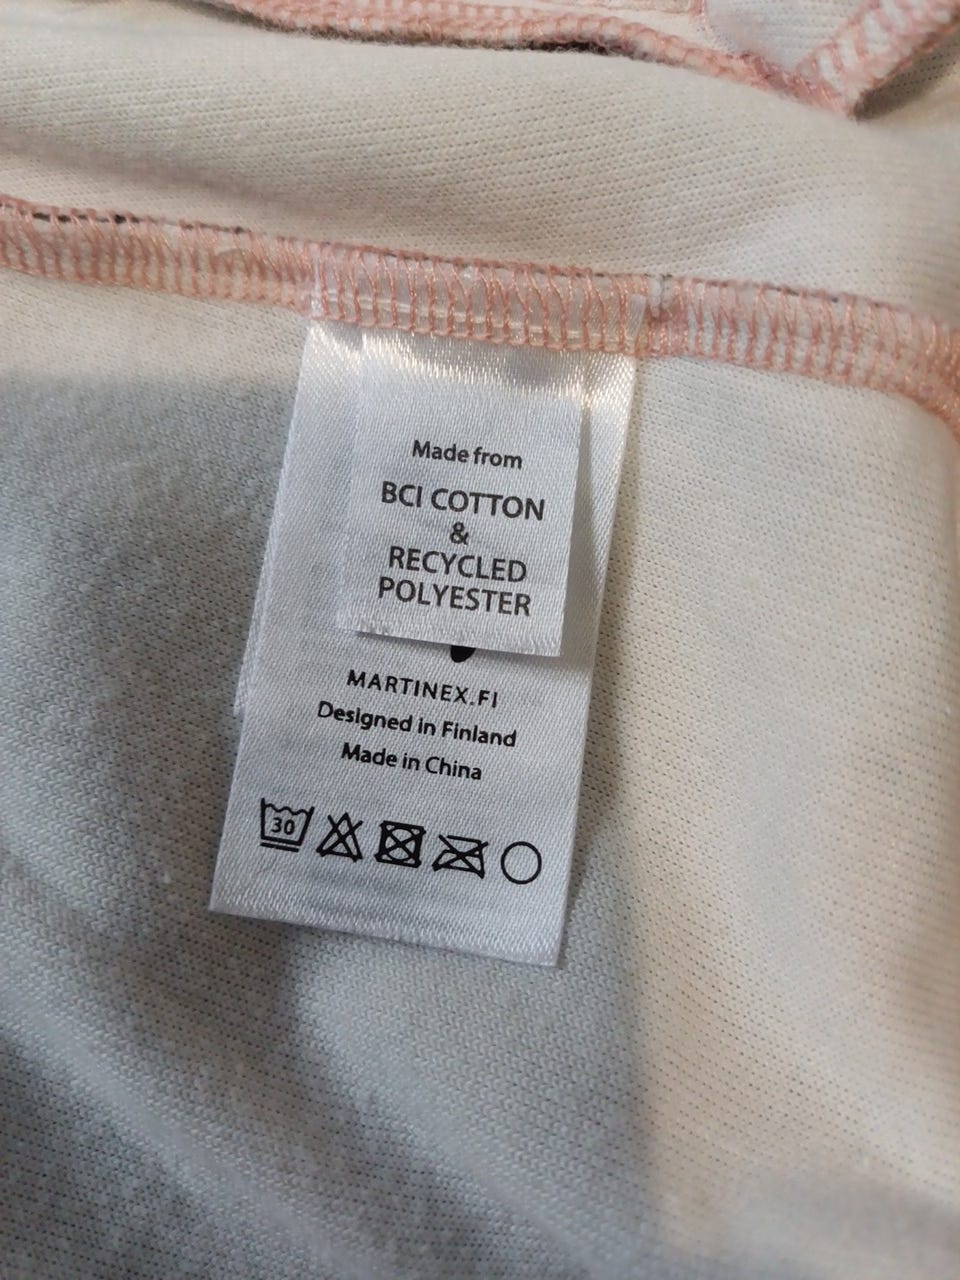 Made from
BCI COTTON
&
RECYCLED
POLYESTER
MARTINEX.FI
Designed in Finland
Made in China
30